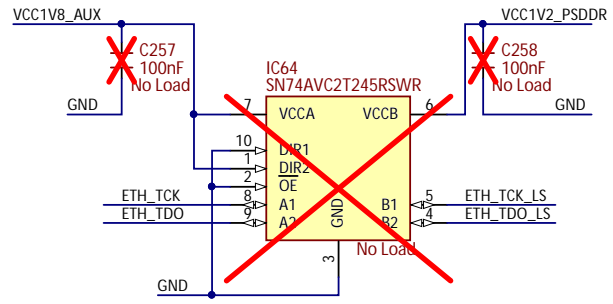 VCC1V8_AUX
VCC1V2_PSDDR
C257
100nF
No Load
GND
C258
100nF
No Load
GND
IC64
SN74AVC2T245RSWR
7 VCCA VCCB 6
10 DIR1
1 DIR2
2 OE
ETH_TCK 8 A1 B1 5 ETH_TCK_LS
ETH_TDO 9 A2 B2 4 ETH_TDO_LS
GND
3
No Load
GND